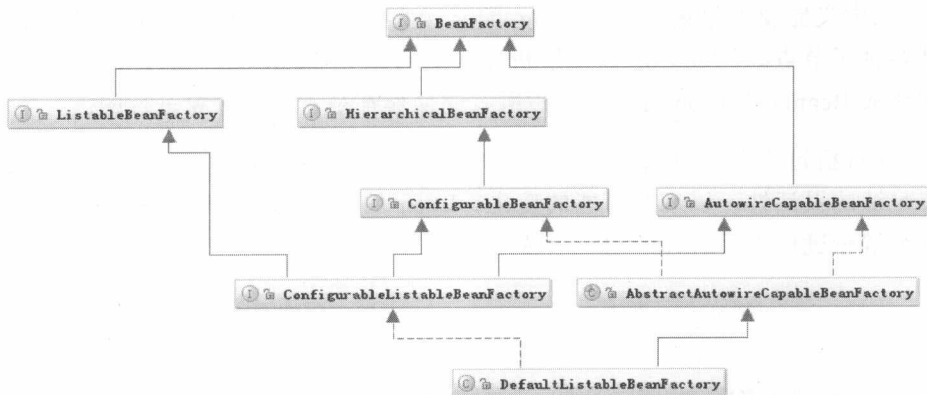 BeanFactory
ListableBeanFactory
HierarchicalBeanFactory
ConfigurableBeanFactory
AutowireCapableBeanFactory
ConfigurableListableBeanFactory
AbstractAutowireCapableBeanFactory
DefaultListableBeanFactory